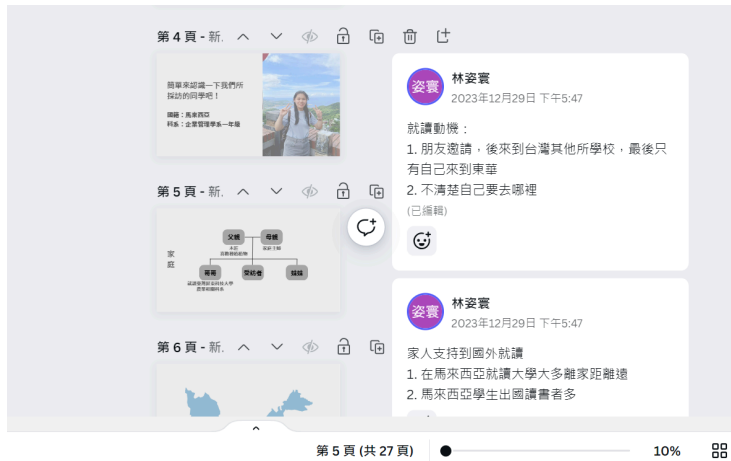 第 4 頁 - 新.
簡單來認識一下我們所
採訪的同學吧！
國籍：馬來西亞
科系：企業管理學系一年級
林姿寰
姿寰
2023年12月29日 下午5:47
就讀動機：
1. 朋友邀請，後來到台灣其他所學校，最後只
有自己來到東華
2. 不清楚自己要去哪裡
(已編輯)
第 5 頁 - 新.
家庭
父親
母親
家庭主婦
哥哥
受訪者
妹妹
林姿寰
姿寰
2023年12月29日 下午5:47
家人支持到國外就讀
1. 在馬來西亞就讀大學大多離家距離遠
2. 馬來西亞學生出國讀書者多
第 6 頁 - 新.
第 5 頁 (共 27 頁)
10%